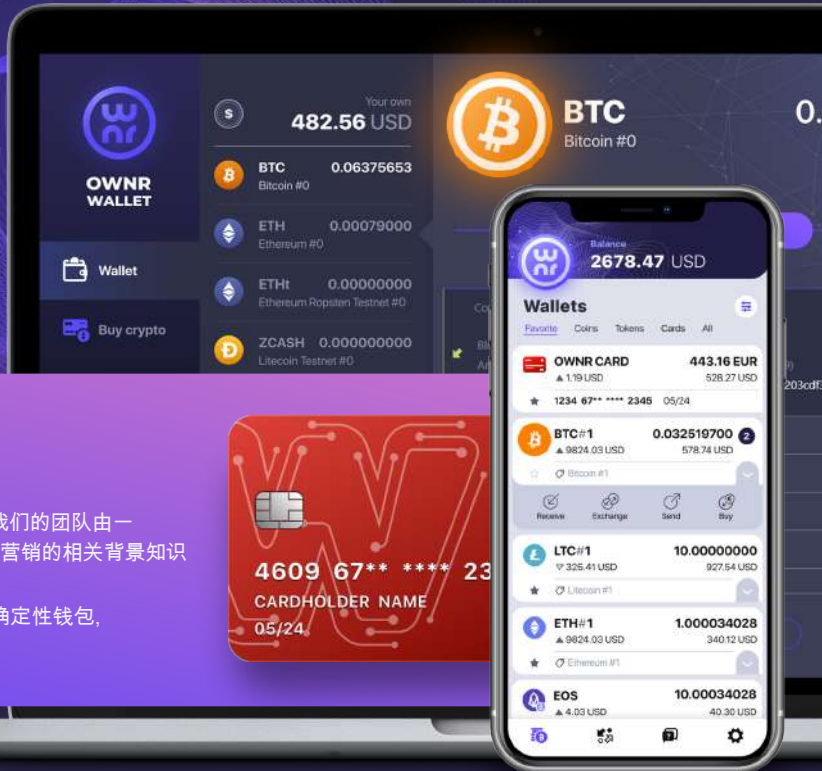 OWNR
WALLET
Wallet
Buy crypto
Your own
482.56 USD
BTC 0.06375653
Bitcoin #0
ETH 0.00079000
Ethereum #0
ETHt 0.00000000
Ethereum Ropsten Testnet #0
ZCASH 0.000000000
Litecoin Testnet #0
BTC
Bitcoin #0
0.
203cdf3
我们的团队由一
营销的相关背景知识
确定性钱包,
4609 67** **** 23
CARDHOLDER NAME
05/24
Balance
2678.47 USD
Wallets
Favorite Coins Tokens Cards All
OWNR CARD 443.16 EUR
▲ 1.19 USD 528.27 USD
1234 67** **** 2345 05/24
BTC#1 0.032519700 2
▲ 9824.03 USD 578.74 USD
Bitcoin #1
Receive Exchange Send Buy
LTC#1 10.00000000
▽ 325.41 USD 927.54 USD
Litecoin #1
ETH#1 1.000034028
▲ 9824.03 USD 340.12 USD
Ethereum #1
EOS 10.00034028
▲ 4.03 USD 40.30 USD